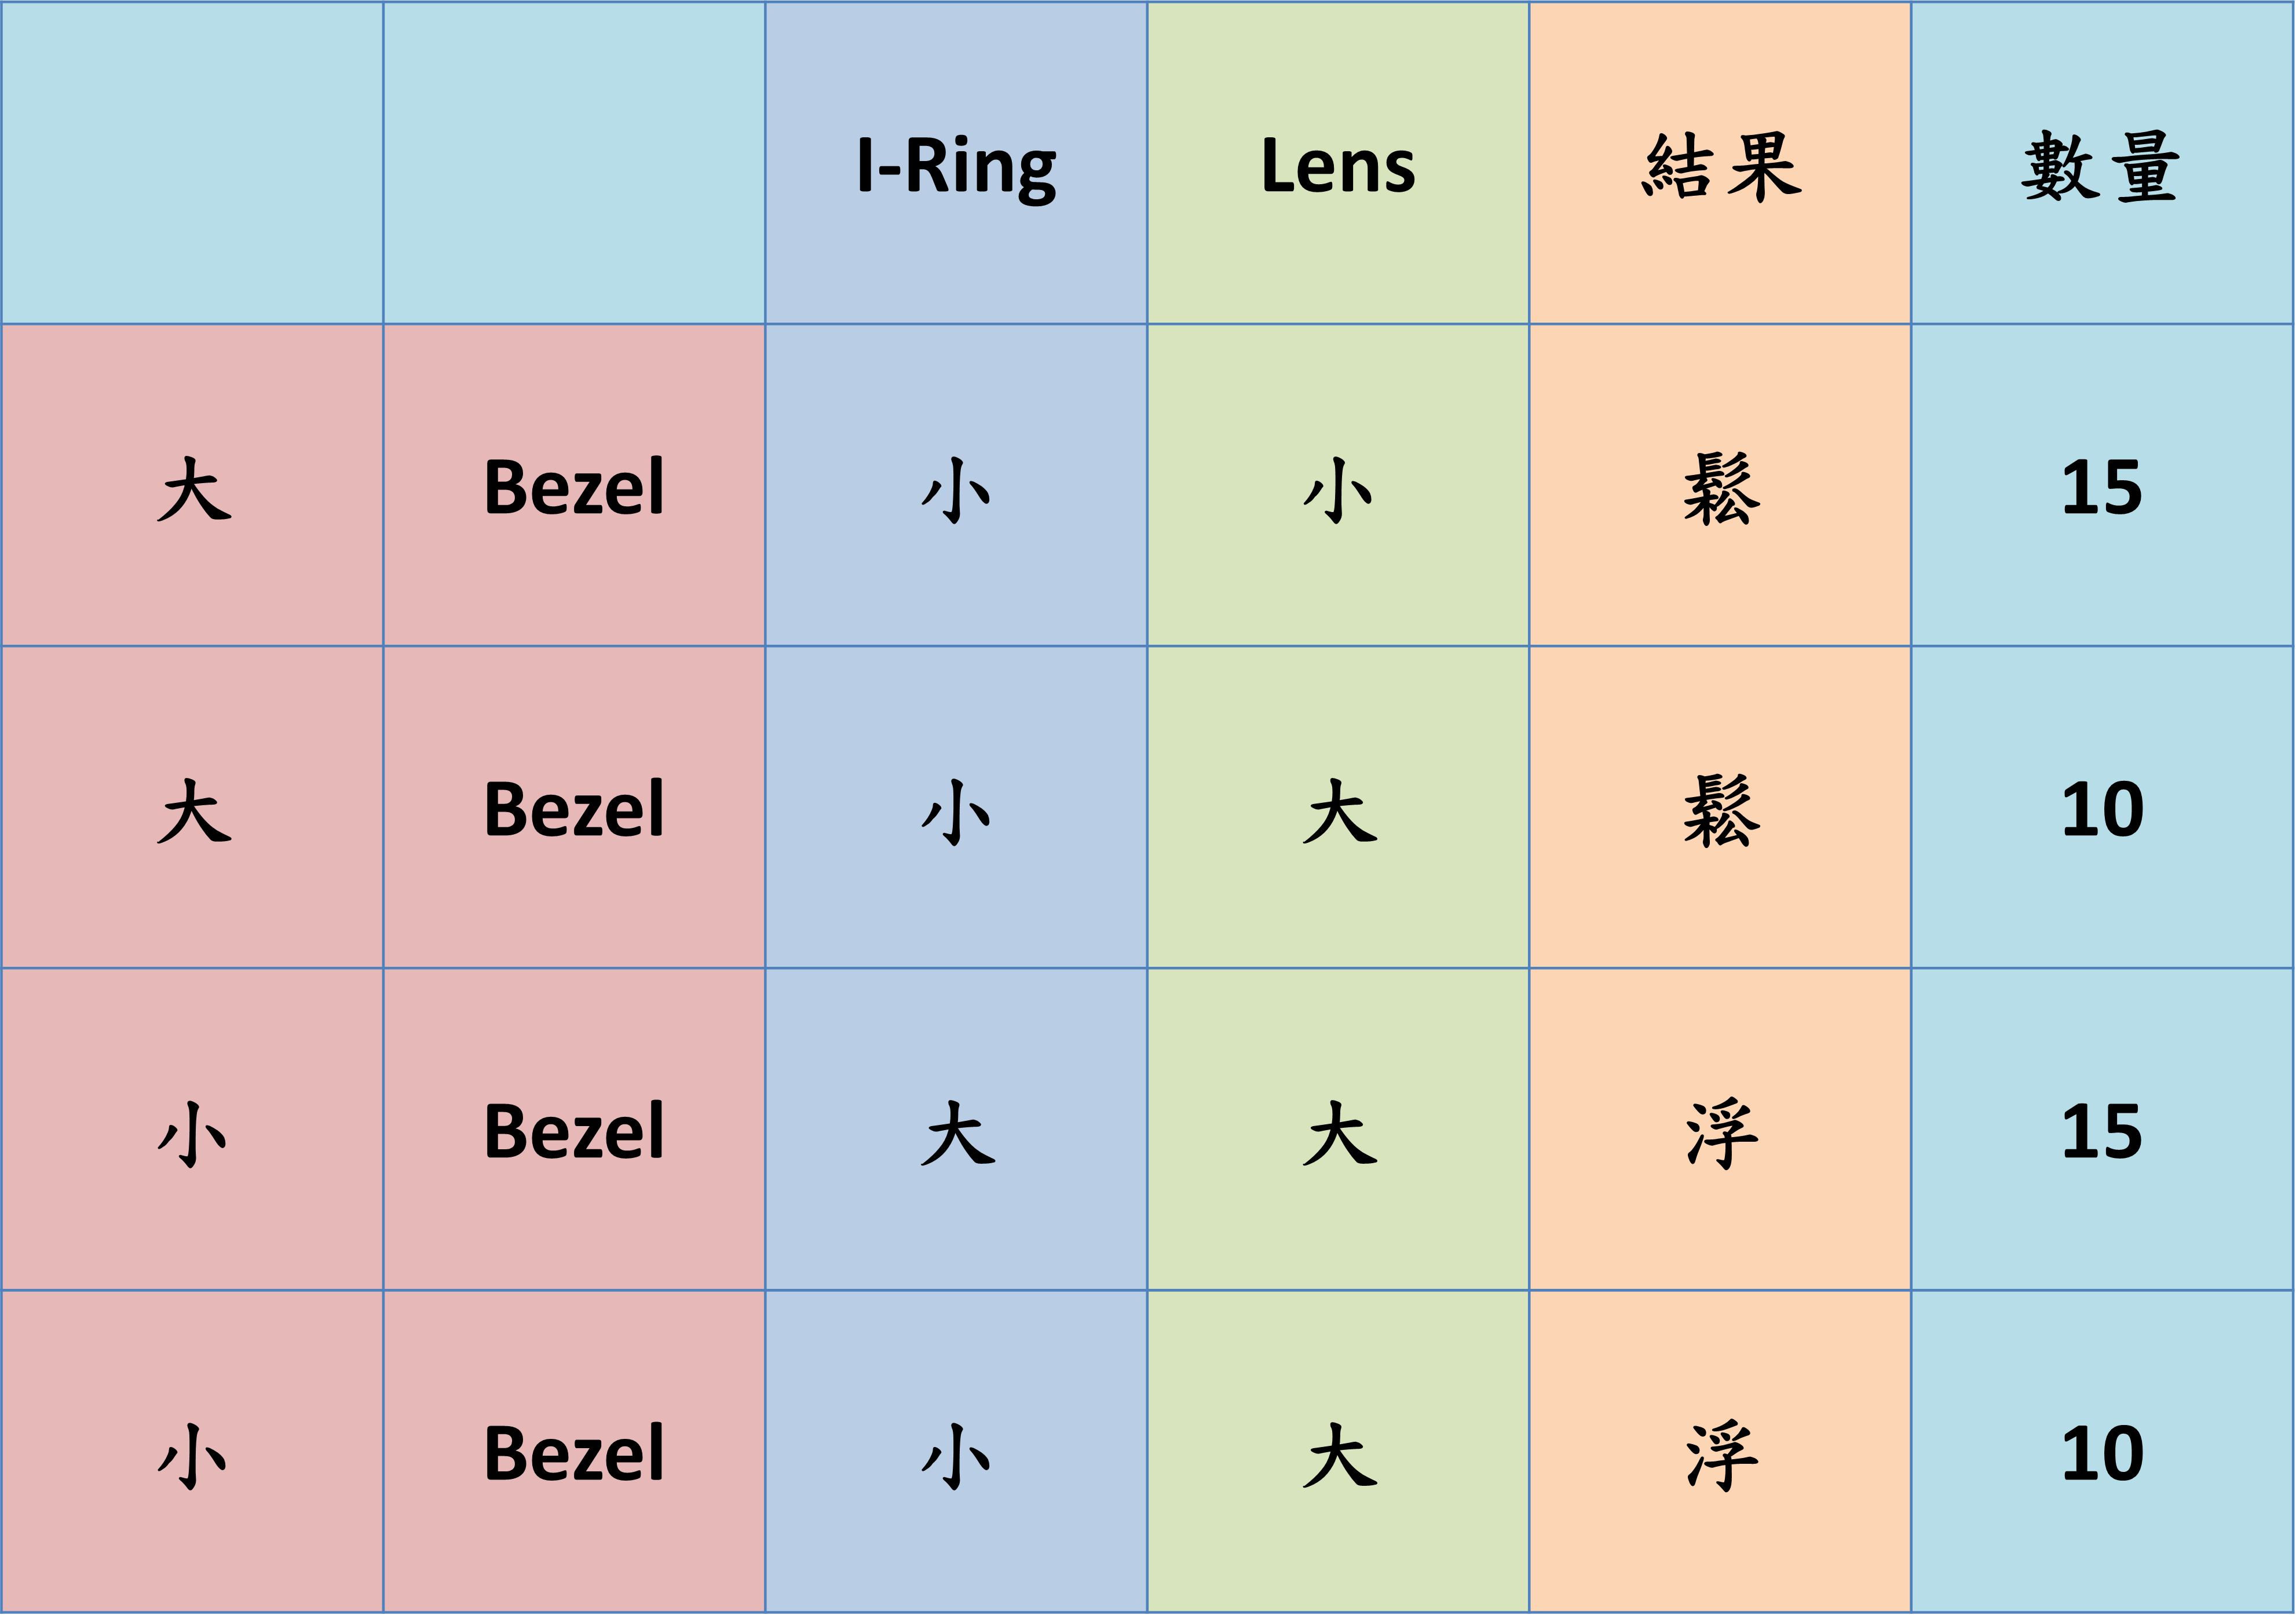 I-Ring Lens 結果 數量
大 Bezel 小 小 鬆 15
大 Bezel 小 大 鬆 10
小 Bezel 大 大 浮 15
小 Bezel 小 大 浮 10